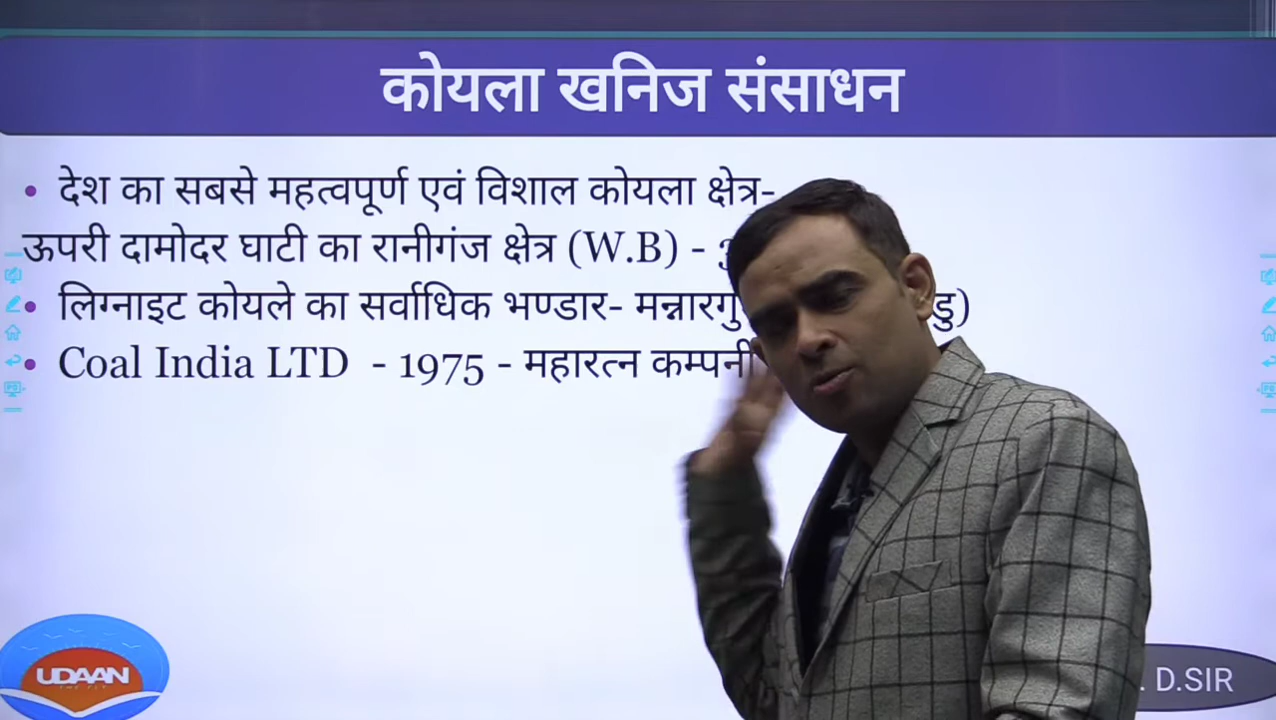 कोयला खनिज संसाधन
• देश का सबसे महत्वपूर्ण एवं विशाल कोयला क्षेत्र-
ऊपरी दामोदर घाटी का रानीगंज क्षेत्र (W.B) -
• लिग्नाइट कोयले का सर्वाधिक भण्डार- मन्नारगु डु)
• Coal India LTD - 1975 - महारत्न कम्पनी
UDAAN
. D.SIR